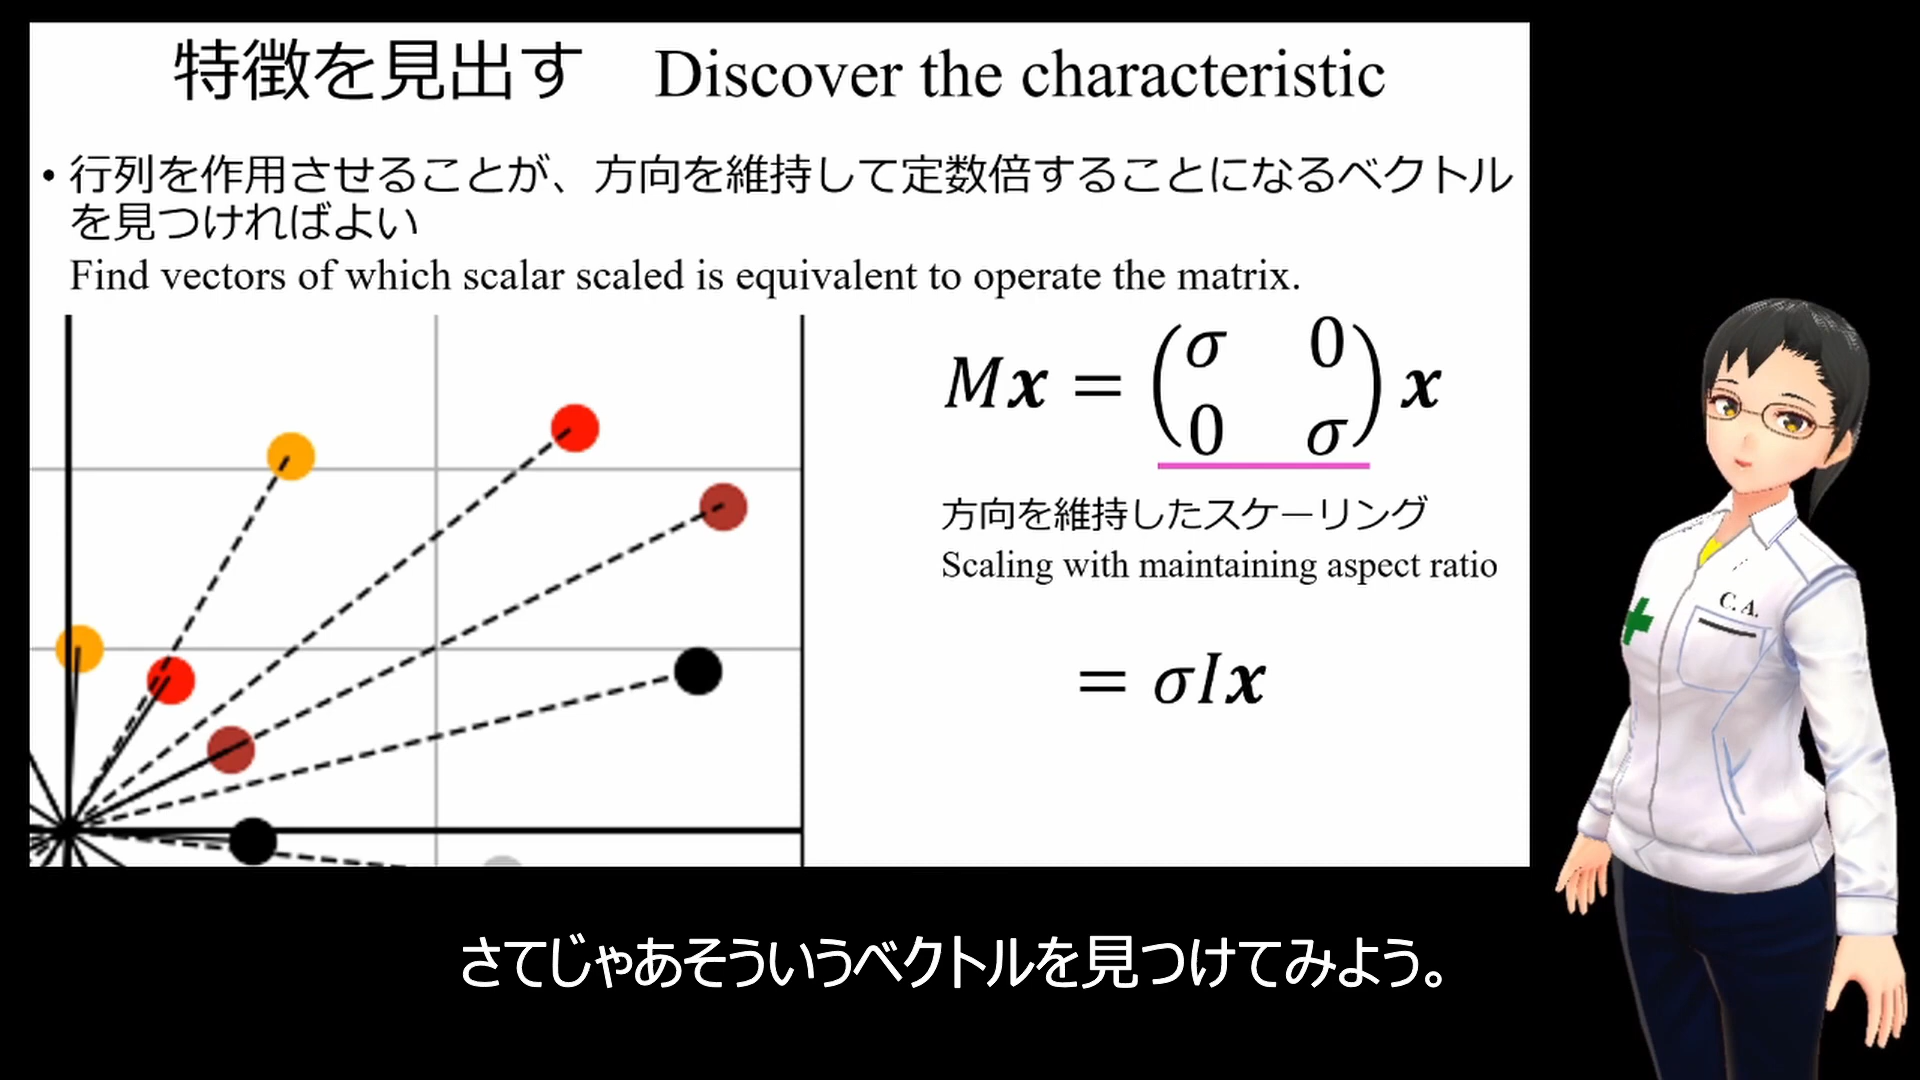 特徴を見出す Discover the characteristic
• 行列を作用させることが、方向を維持して定数倍することになるベクトル
を見つければよい
Find vectors of which scalar scaled is equivalent to operate the matrix.
Mx = (σ 0
0 σ) x
方向を維持したスケーリング
Scaling with maintaining aspect ratio
= σIx
C. A.
さてじゃあそういうベクトルを見つけてみよう。